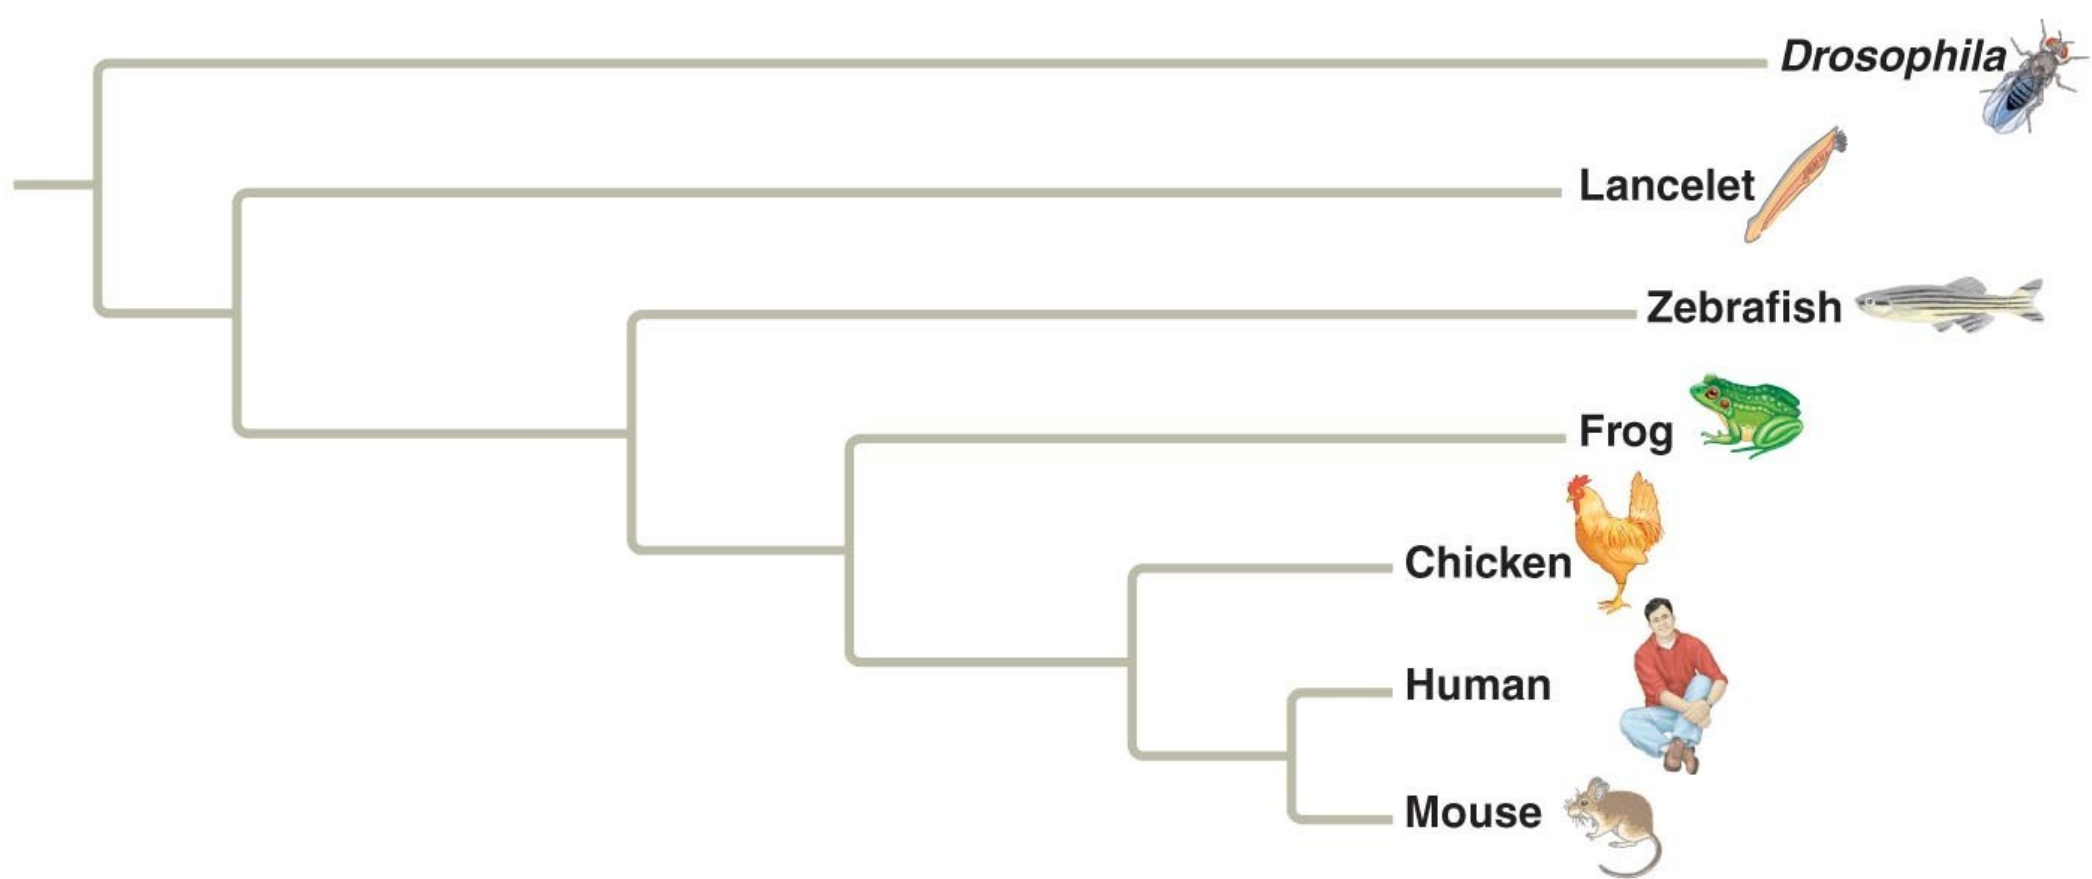 Drosophila
Lancelet
Zebrafish
Frog
Chicken
Human
Mouse